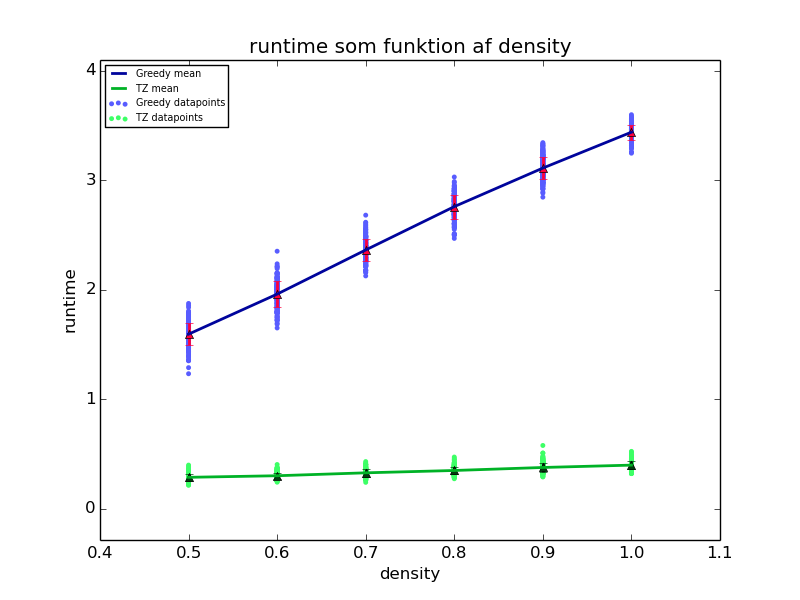 runtime som funktion af density
Greedy mean
TZ mean
Greedy datapoints
TZ datapoints
4
3
2
1
0
runtime
0.4 0.5 0.6 0.7 0.8 0.9 1.0 1.1
density